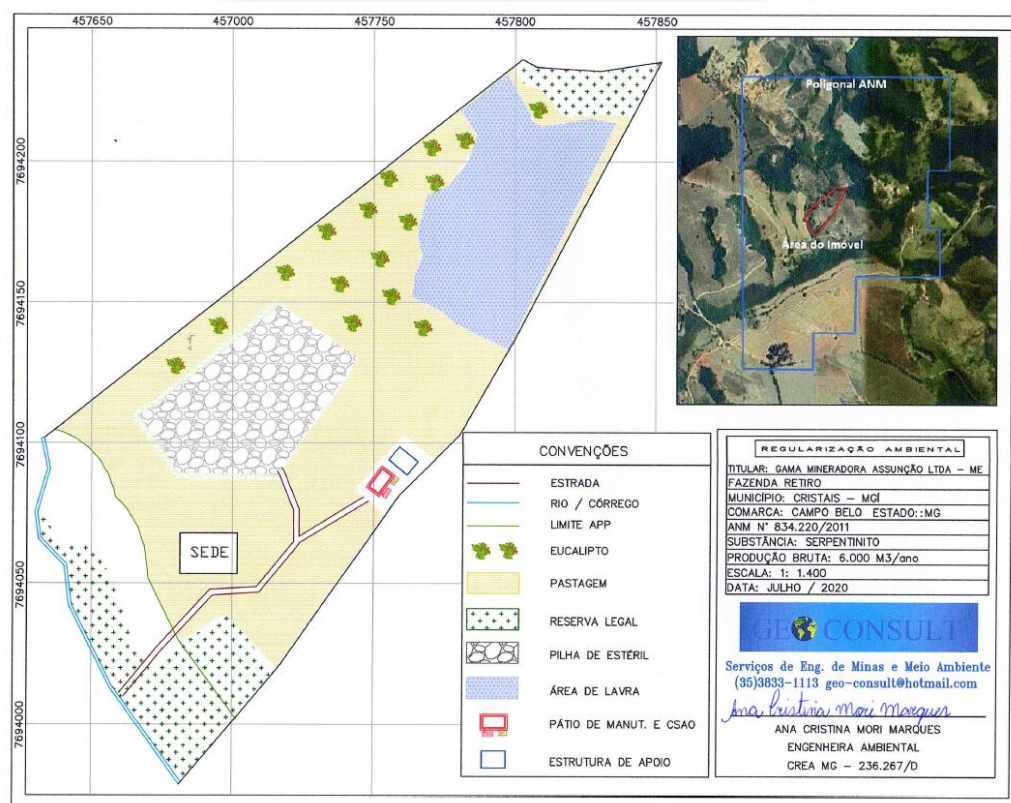 457650 457000 457750 457800 457850
7694200
7694150
7694100
7694050
7694000
SEDE
Poligonal ANM
Área do Imóvel
CONVENÇÕES
ESTRADA
RIO / CÓRREGO
LIMITE APP
EUCALIPTO
PASTAGEM
RESERVA LEGAL
PILHA DE ESTÉRIL
ÁREA DE LAVRA
PÁTIO DE MANUT. E CSAO
ESTRUTURA DE APOIO
REGULARIZAÇÃO AMBIENTAL
TITULAR: GAMA MINERADORA ASSUNÇÃO LTDA – ME
FAZENDA RETIRO
MUNICÍPIO: CRISTAIS – MGÍ
COMARCA: CAMPO BELO ESTADO::MG
ANM N° 834.220/2011
SUBSTÂNCIA: SERPENTINITO
PRODUÇÃO BRUTA: 6.000 M3/ano
ESCALA: 1: 1.400
DATA: JULHO / 2020
GEO CONSULT
Serviços de Eng. de Minas e Meio Ambiente
(35)3833-1113 geo-consult@hotmail.com
Ana Cristina Mori Marques
ANA CRISTINA MORI MARQUES
ENGENHEIRA AMBIENTAL
CREA MG – 236.267/D